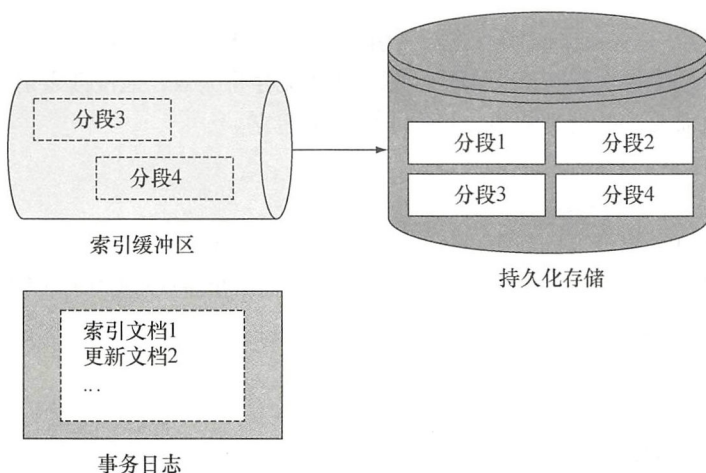 分段3
分段4
索引缓冲区
分段1
分段2
分段3
分段4
持久化存储
索引文档1
更新文档2
…
事务日志